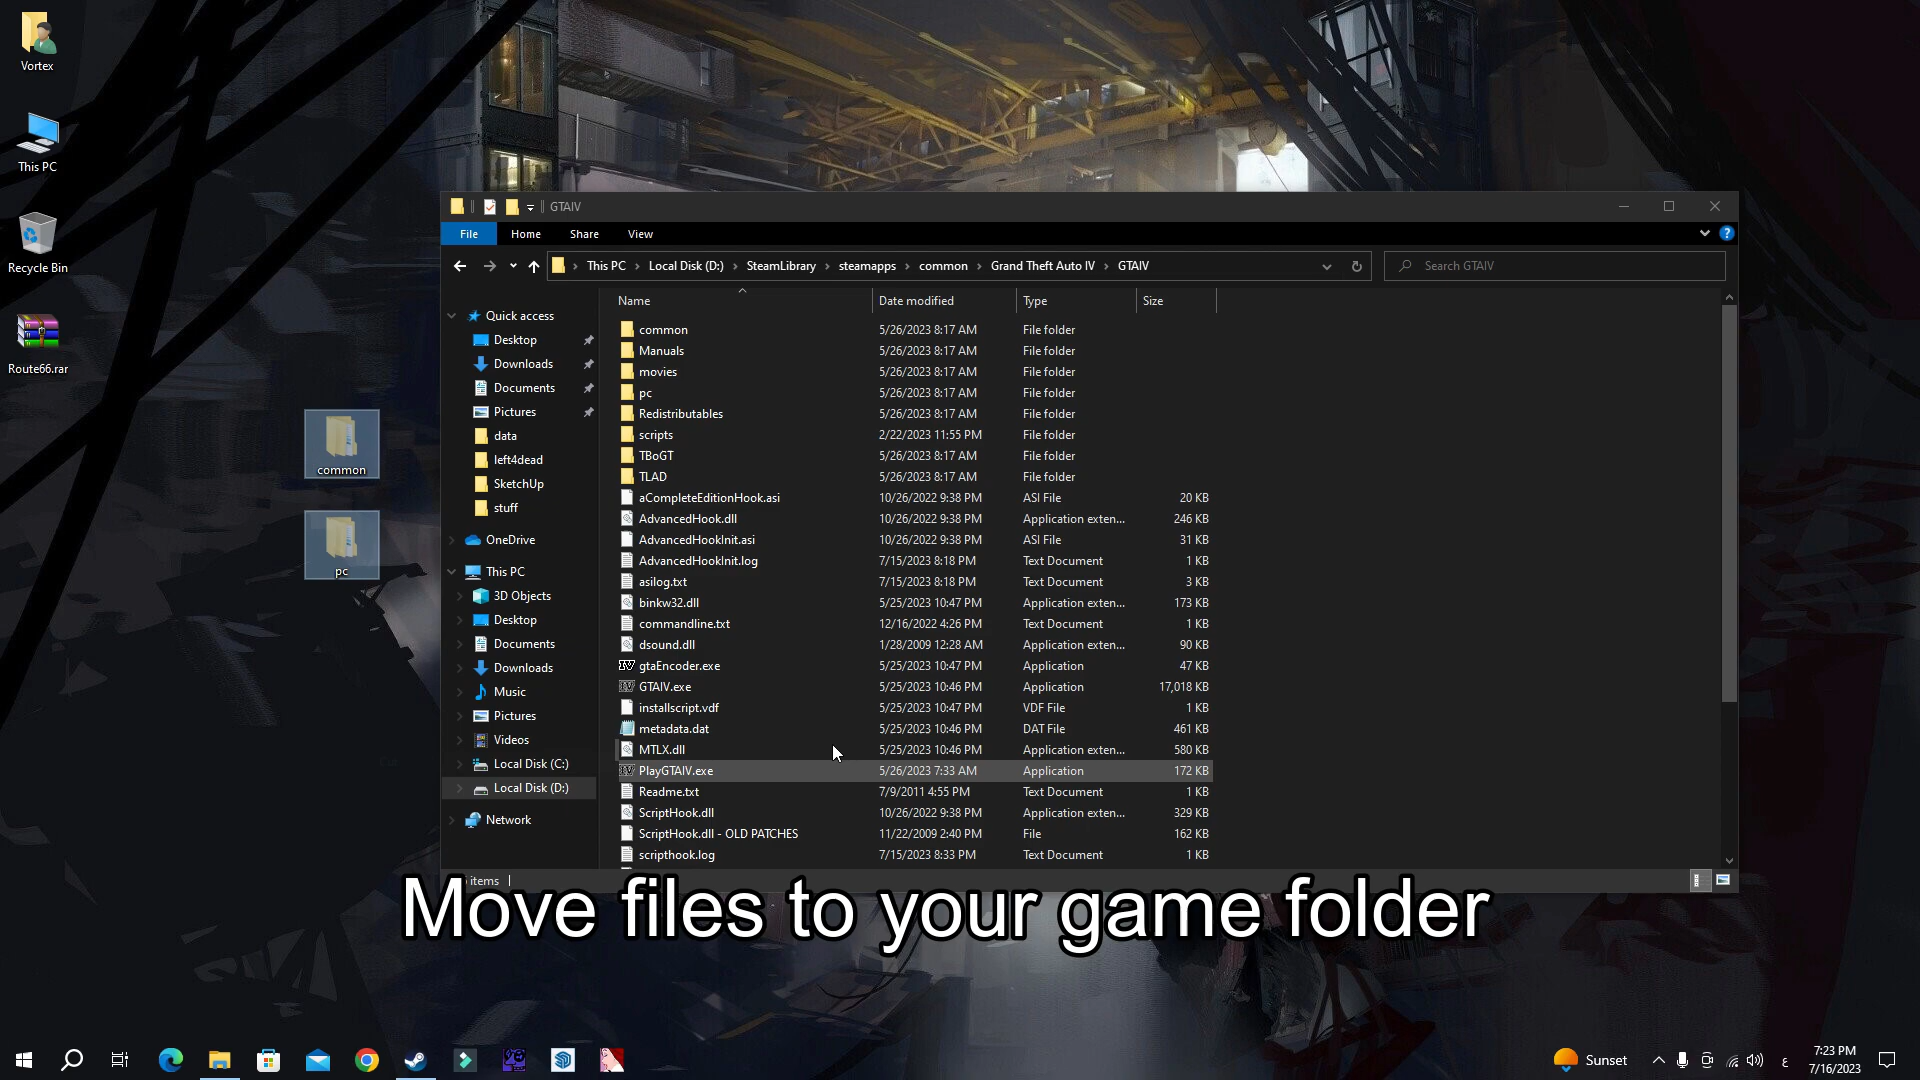 Vortex
This PC
Recycle Bin
Route66.rar
common
pc
GTAIV
File Home Share View
This PC Local Disk (D:) SteamLibrary steamapps common Grand Theft Auto IV GTAIV
Search GTAIV
Quick access
Desktop
Downloads
Documents
Pictures
data
left4dead
SketchUp
stuff
OneDrive
This PC
3D Objects
Desktop
Documents
Downloads
Music
Pictures
Videos
Local Disk (C:)
Local Disk (D:)
Network
Name Date modified Type Size
common 5/26/2023 8:17 AM File folder
Manuals 5/26/2023 8:17 AM File folder
movies 5/26/2023 8:17 AM File folder
pc 5/26/2023 8:17 AM File folder
Redistributables 5/26/2023 8:17 AM File folder
scripts 2/22/2023 11:55 PM File folder
TBoGT 5/26/2023 8:17 AM File folder
TLAD 5/26/2023 8:17 AM File folder
aCompleteEditionHook.asi 10/26/2022 9:38 PM ASI File 20 KB
AdvancedHook.dll 10/26/2022 9:38 PM Application exten... 246 KB
AdvancedHookInit.asi 10/26/2022 9:38 PM ASI File 31 KB
AdvancedHookInit.log 7/15/2023 8:18 PM Text Document 1 KB
asilog.txt 7/15/2023 8:18 PM Text Document 3 KB
binkw32.dll 5/25/2023 10:47 PM Application exten... 173 KB
commandline.txt 12/16/2022 4:26 PM Text Document 1 KB
dsound.dll 1/28/2009 12:28 AM Application exten... 90 KB
gtaEncoder.exe 5/25/2023 10:47 PM Application 47 KB
GTAIV.exe 5/25/2023 10:46 PM Application 17,018 KB
installscript.vdf 5/25/2023 10:47 PM VDF File 1 KB
metadata.dat 5/25/2023 10:46 PM DAT File 461 KB
MTLX.dll 5/25/2023 10:46 PM Application exten... 580 KB
PlayGTAIV.exe 5/26/2023 7:33 AM Application 172 KB
Readme.txt 7/9/2011 4:55 PM Text Document 1 KB
ScriptHook.dll 10/26/2022 9:38 PM Application exten... 329 KB
ScriptHook.dll - OLD PATCHES 11/22/2009 2:40 PM File 162 KB
scripthook.log 7/15/2023 8:33 PM Text Document 1 KB
items
Move files to your game folder
Sunset
ع
7:23 PM
7/16/2023